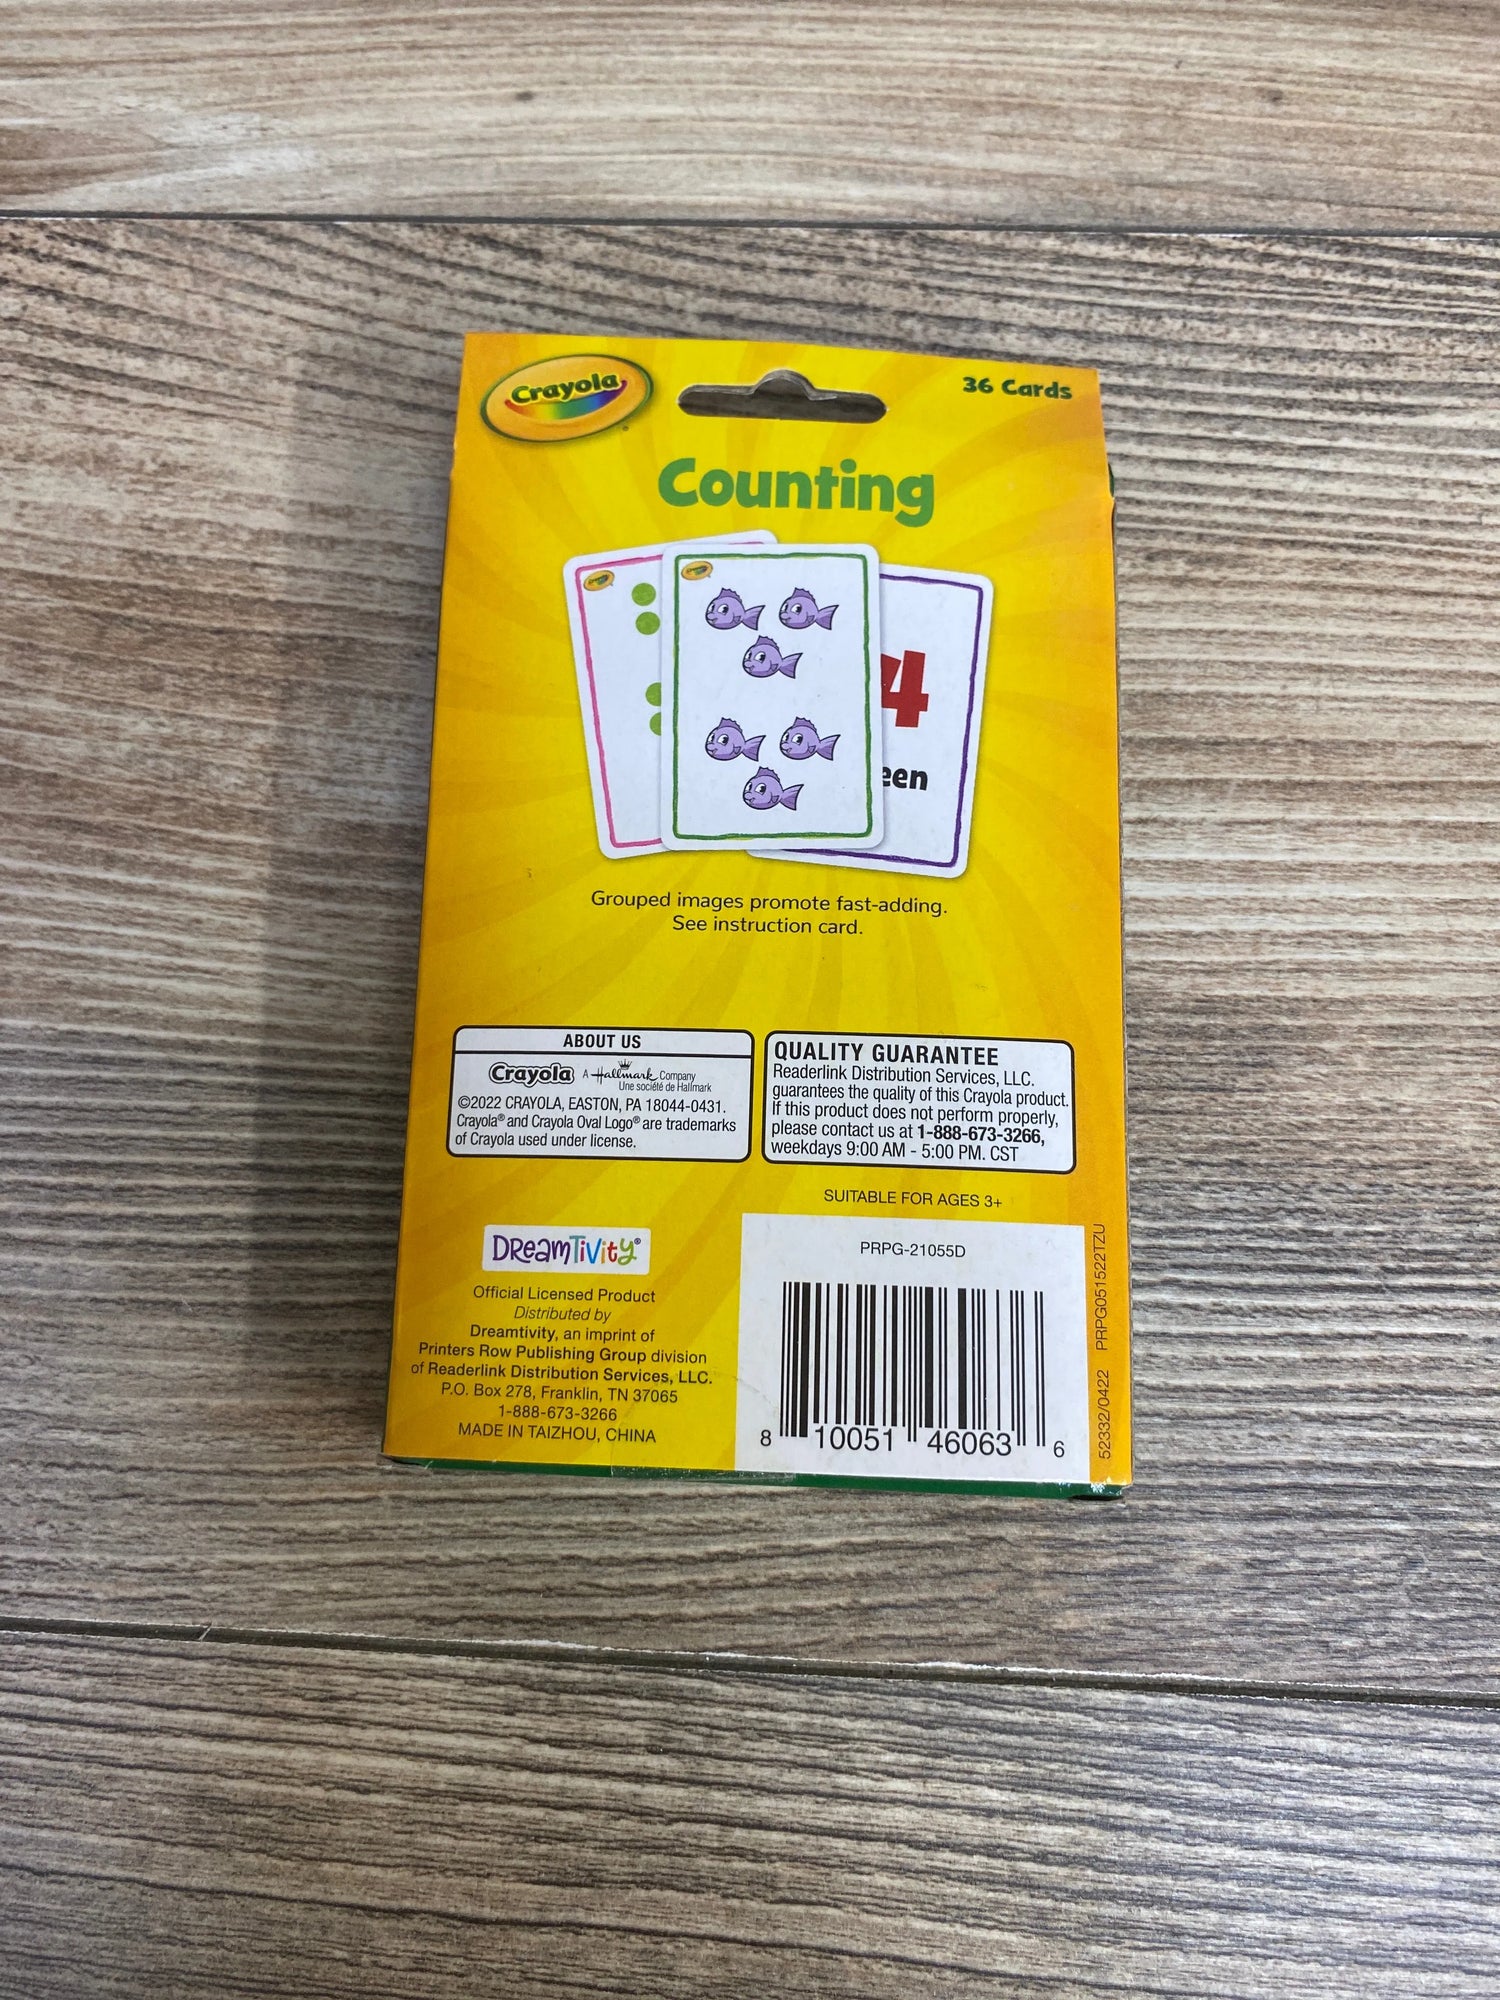 Crayola
36 Cards
Counting
4
een
Grouped images promote fast-adding.
See instruction card.
ABOUT US
Crayola A Hallmark Company
Une société de Hallmark
©2022 CRAYOLA, EASTON, PA 18044-0431.
Crayola® and Crayola Oval Logo® are trademarks
of Crayola used under license.
QUALITY GUARANTEE
Readerlink Distribution Services, LLC.
guarantees the quality of this Crayola product.
If this product does not perform properly,
please contact us at 1-888-673-3266,
weekdays 9:00 AM - 5:00 PM. CST
SUITABLE FOR AGES 3+
DReamTivity®
Official Licensed Product
Distributed by
Dreamtivity, an imprint of
Printers Row Publishing Group division
of Readerlink Distribution Services, LLC.
P.O. Box 278, Franklin, TN 37065
1-888-673-3266
MADE IN TAIZHOU, CHINA
PRPG-21055D
8 10051 46063 6
52332/0422 PRPG051522TZU